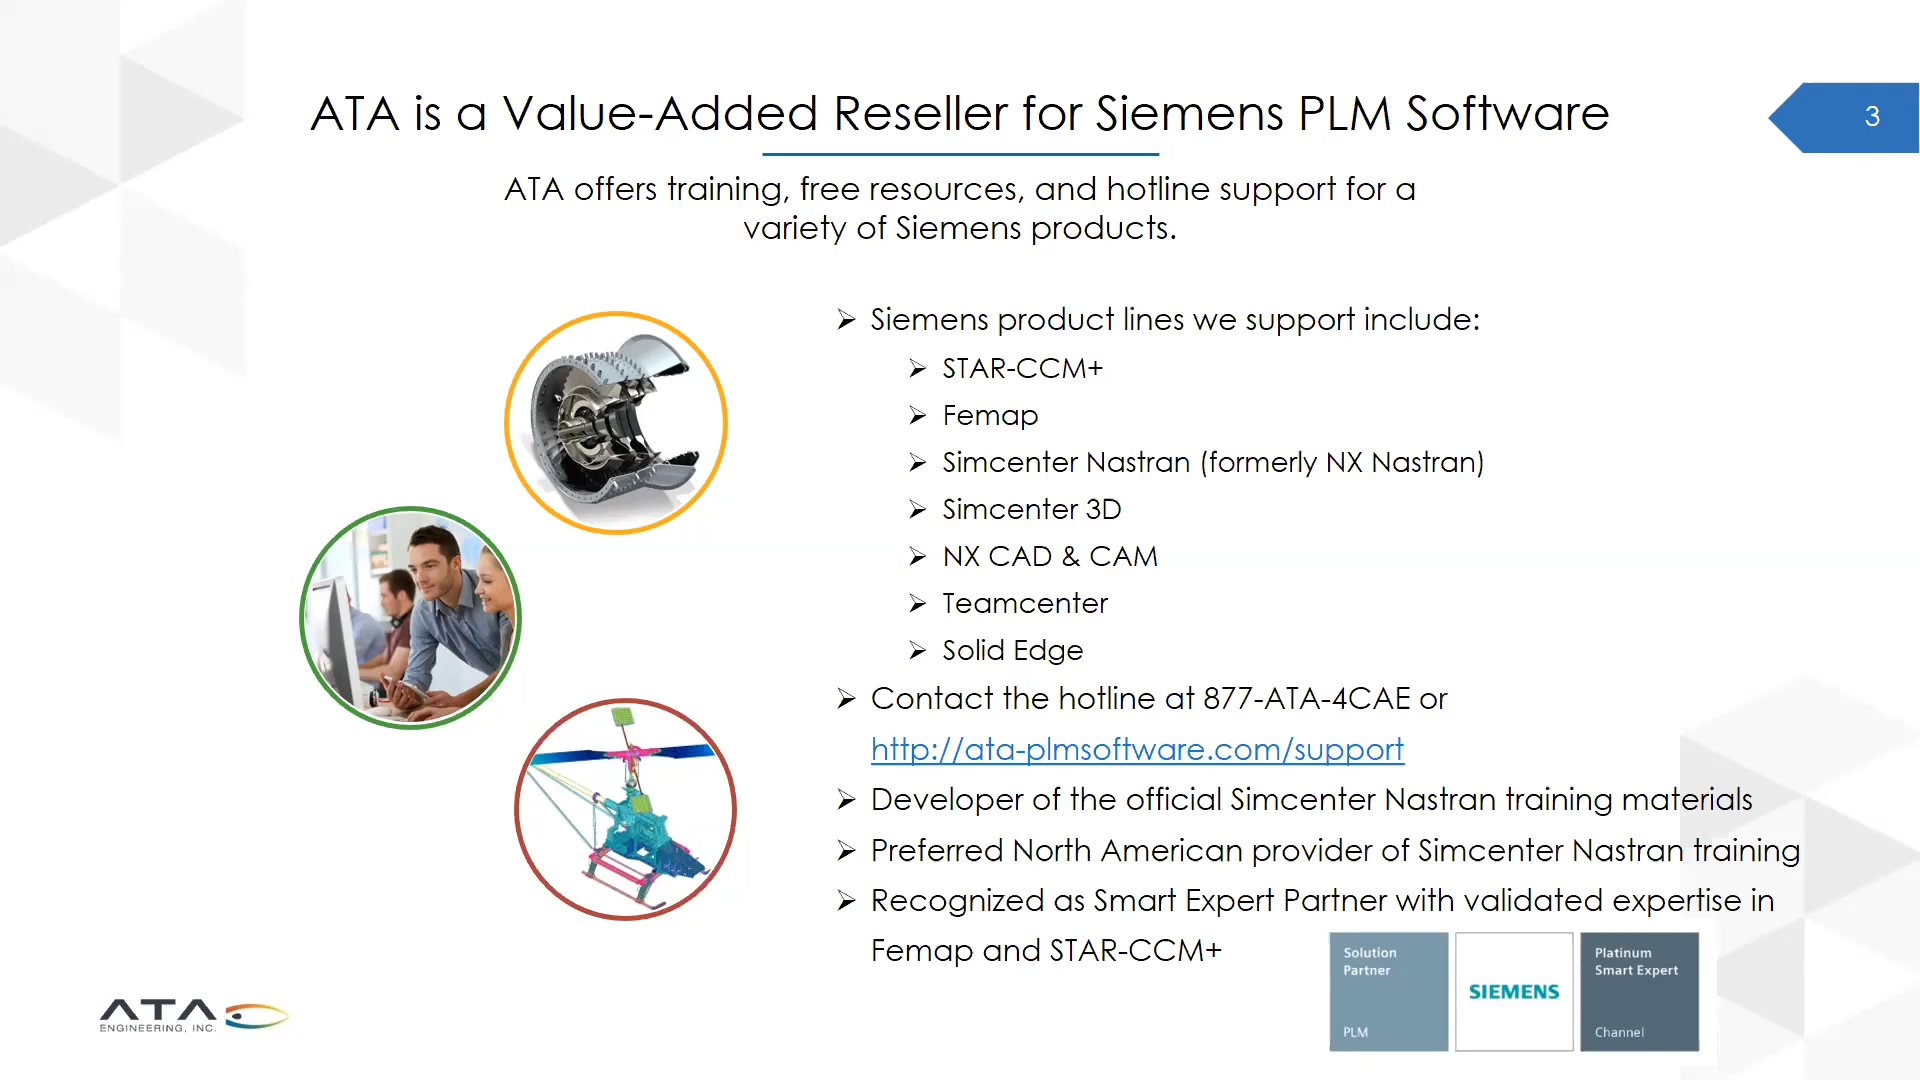 ATA is a Value-Added Reseller for Siemens PLM Software
3
ATA offers training, free resources, and hotline support for a
variety of Siemens products.
Siemens product lines we support include:
STAR-CCM+
Femap
Simcenter Nastran (formerly NX Nastran)
Simcenter 3D
NX CAD & CAM
Teamcenter
Solid Edge
Contact the hotline at 877-ATA-4CAE or
http://ata-plmsoftware.com/support
Developer of the official Simcenter Nastran training materials
Preferred North American provider of Simcenter Nastran training
Recognized as Smart Expert Partner with validated expertise in
Femap and STAR-CCM+
Solution
Partner
PLM
SIEMENS
Platinum
Smart Expert
Channel
ATA
ENGINEERING, INC.